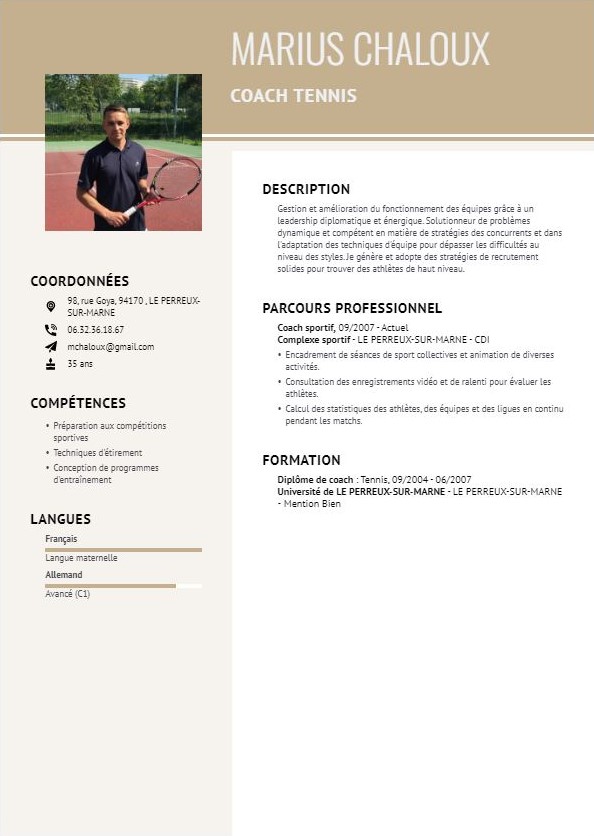 MARIUS CHALOUX
COACH TENNIS
COORDONNÉES
98, rue Goya, 94170 , LE PERREUX-
SUR-MARNE
06.32.36.18.67
mchaloux@gmail.com
35 ans
COMPÉTENCES
• Préparation aux compétitions
sportives
• Techniques d'étirement
• Conception de programmes
d'entraînement
LANGUES
Français
Langue maternelle
Allemand
Avancé (C1)
DESCRIPTION
Gestion et amélioration du fonctionnement des équipes grâce à un
leadership diplomatique et énergique. Solutionneur de problèmes
dynamique et compétent en matière de stratégies des concurrents et dans
l'adaptation des techniques d'équipe pour dépasser les difficultés au
niveau des styles. Je génère et adopte des stratégies de recrutement
solides pour trouver des athlètes de haut niveau.
PARCOURS PROFESSIONNEL
Coach sportif, 09/2007 - Actuel
Complexe sportif - LE PERREUX-SUR-MARNE - CDI
• Encadrement de séances de sport collectives et animation de diverses
activités.
• Consultation des enregistrements vidéo et de ralenti pour évaluer les
athlètes.
• Calcul des statistiques des athlètes, des équipes et des ligues en continu
pendant les matchs.
FORMATION
Diplôme de coach : Tennis, 09/2004 - 06/2007
Université de LE PERREUX-SUR-MARNE - LE PERREUX-SUR-MARNE
- Mention Bien